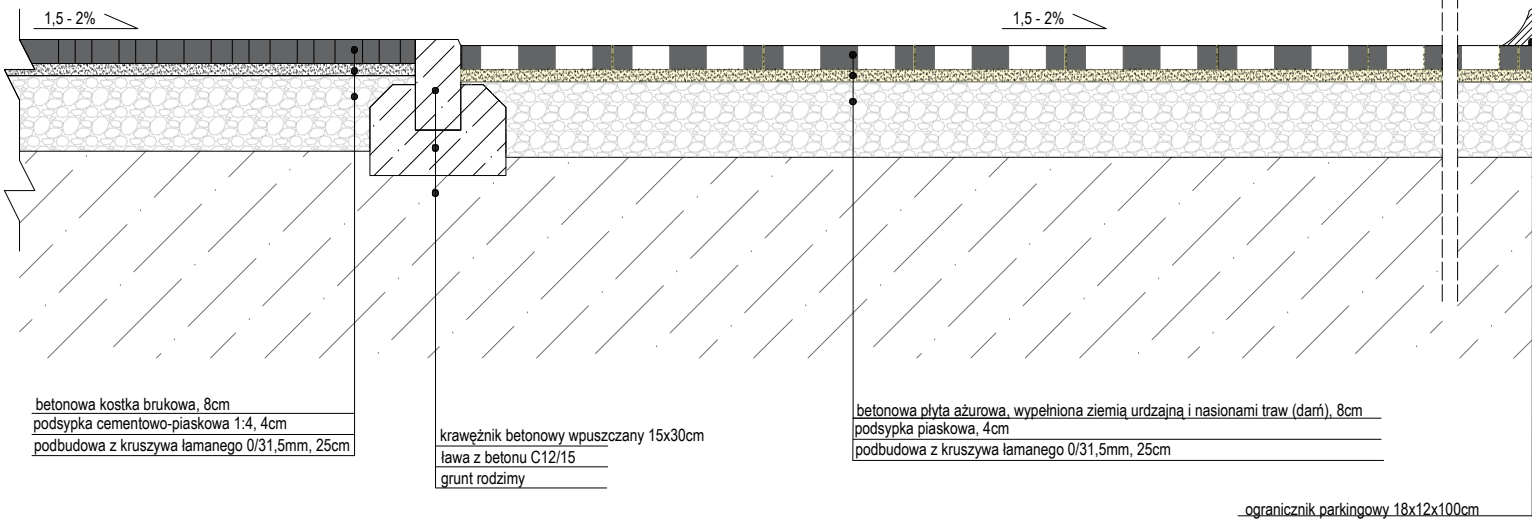 1,5 - 2%
1,5 - 2%
betonowa kostka brukowa, 8cm
podsypka cementowo-piaskowa 1:4, 4cm
podbudowa z kruszywa łamanego 0/31,5mm, 25cm
krawężnik betonowy wpuszczany 15x30cm
ława z betonu C12/15
grunt rodzimy
betonowa płyta ażurowa, wypełniona ziemią urdzajną i nasionami traw (darń), 8cm
podsypka piaskowa, 4cm
podbudowa z kruszywa łamanego 0/31,5mm, 25cm
ogranicznik parkingowy 18x12x100cm